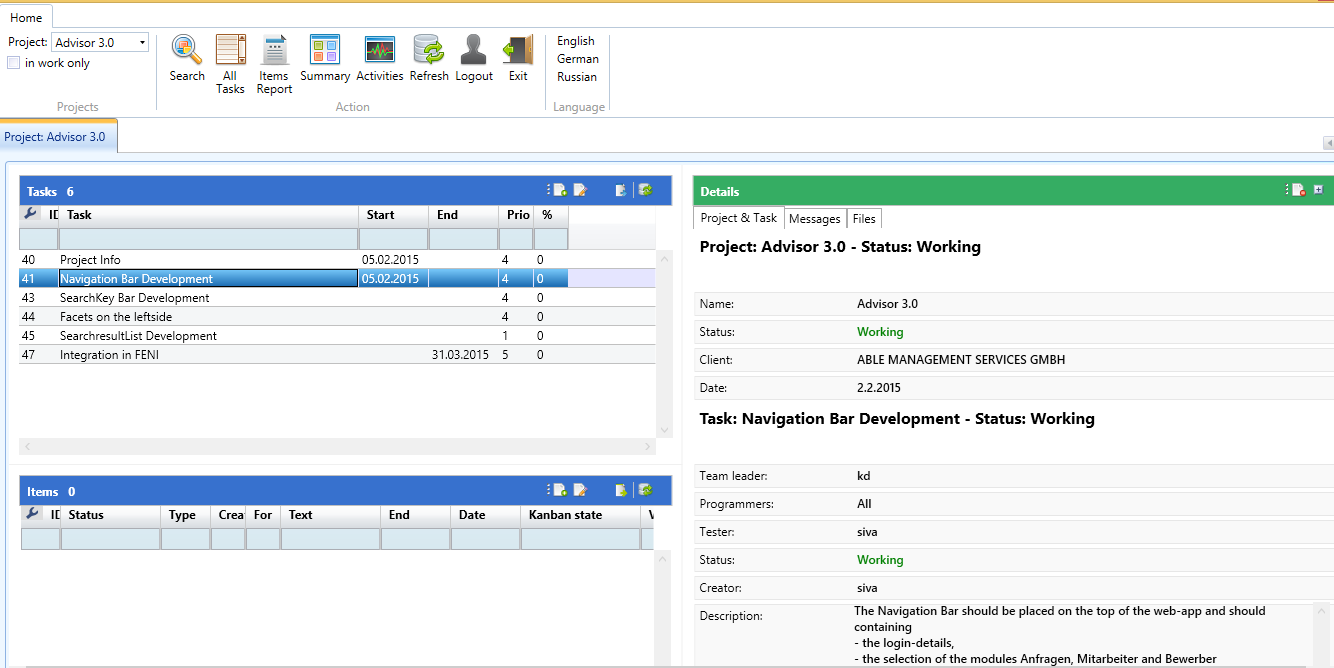 Home
Project: Advisor 3.0
in work only
Projects
Search
All Tasks
Items Report
Summary
Activities
Refresh
Logout
Exit
Action
English
German
Russian
Language
Project: Advisor 3.0
Tasks 6
ID Task Start End Prio %
40 Project Info 05.02.2015 4 0
41 Navigation Bar Development 05.02.2015 4 0
43 SearchKey Bar Development 4 0
44 Facets on the leftside 4 0
45 SearchresultList Development 1 0
47 Integration in FENI 31.03.2015 5 0
Items 0
ID Status Type Crea For Text End Date Kanban state
Details
Project & Task Messages Files
Project: Advisor 3.0 - Status: Working
Name: Advisor 3.0
Status: Working
Client: ABLE MANAGEMENT SERVICES GMBH
Date: 2.2.2015
Task: Navigation Bar Development - Status: Working
Team leader: kd
Programmers: All
Tester: siva
Status: Working
Creator: siva
Description: The Navigation Bar should be placed on the top of the web-app and should
containing
- the login-details,
- the selection of the modules Anfragen, Mitarbeiter and Bewerber